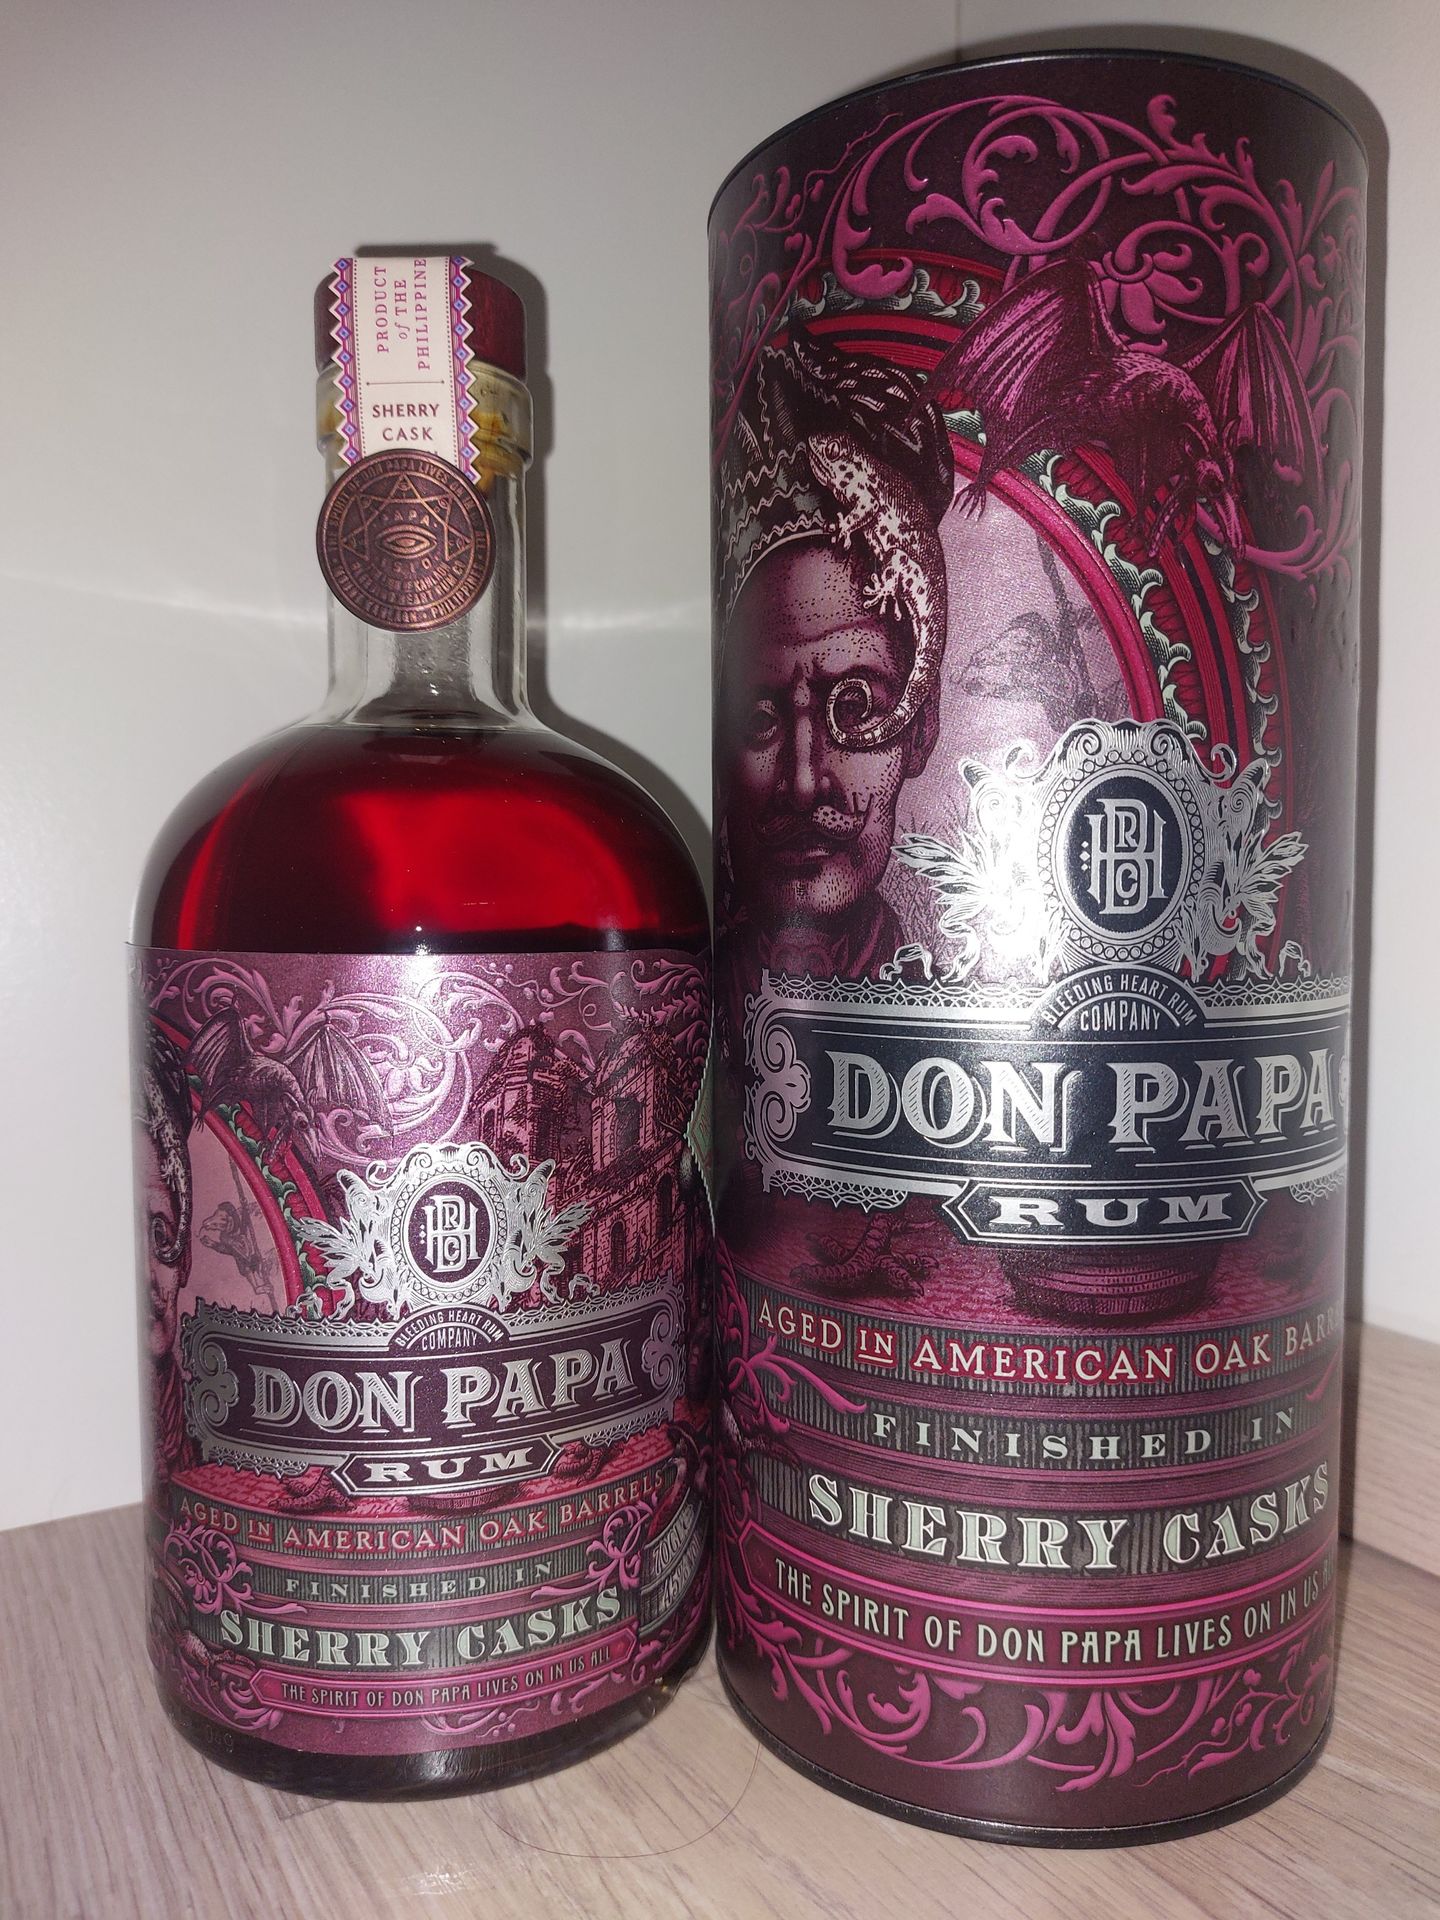 PRODUCT
of THE
PHILIPPINE
SHERRY
CASK
BLEEDING HEART RUM
COMPANY
DON PAPA
RUM
AGED IN AMERICAN OAK BARRELS
FINISHED IN
SHERRY CASKS
THE SPIRIT OF DON PAPA LIVES ON IN US ALL
BLEEDING HEART RUM
COMPANY
DON PAPA
RUM
AGED IN AMERICAN OAK BARR
FINISHED IN
SHERRY CASKS
THE SPIRIT OF DON PAPA LIVES ON IN US